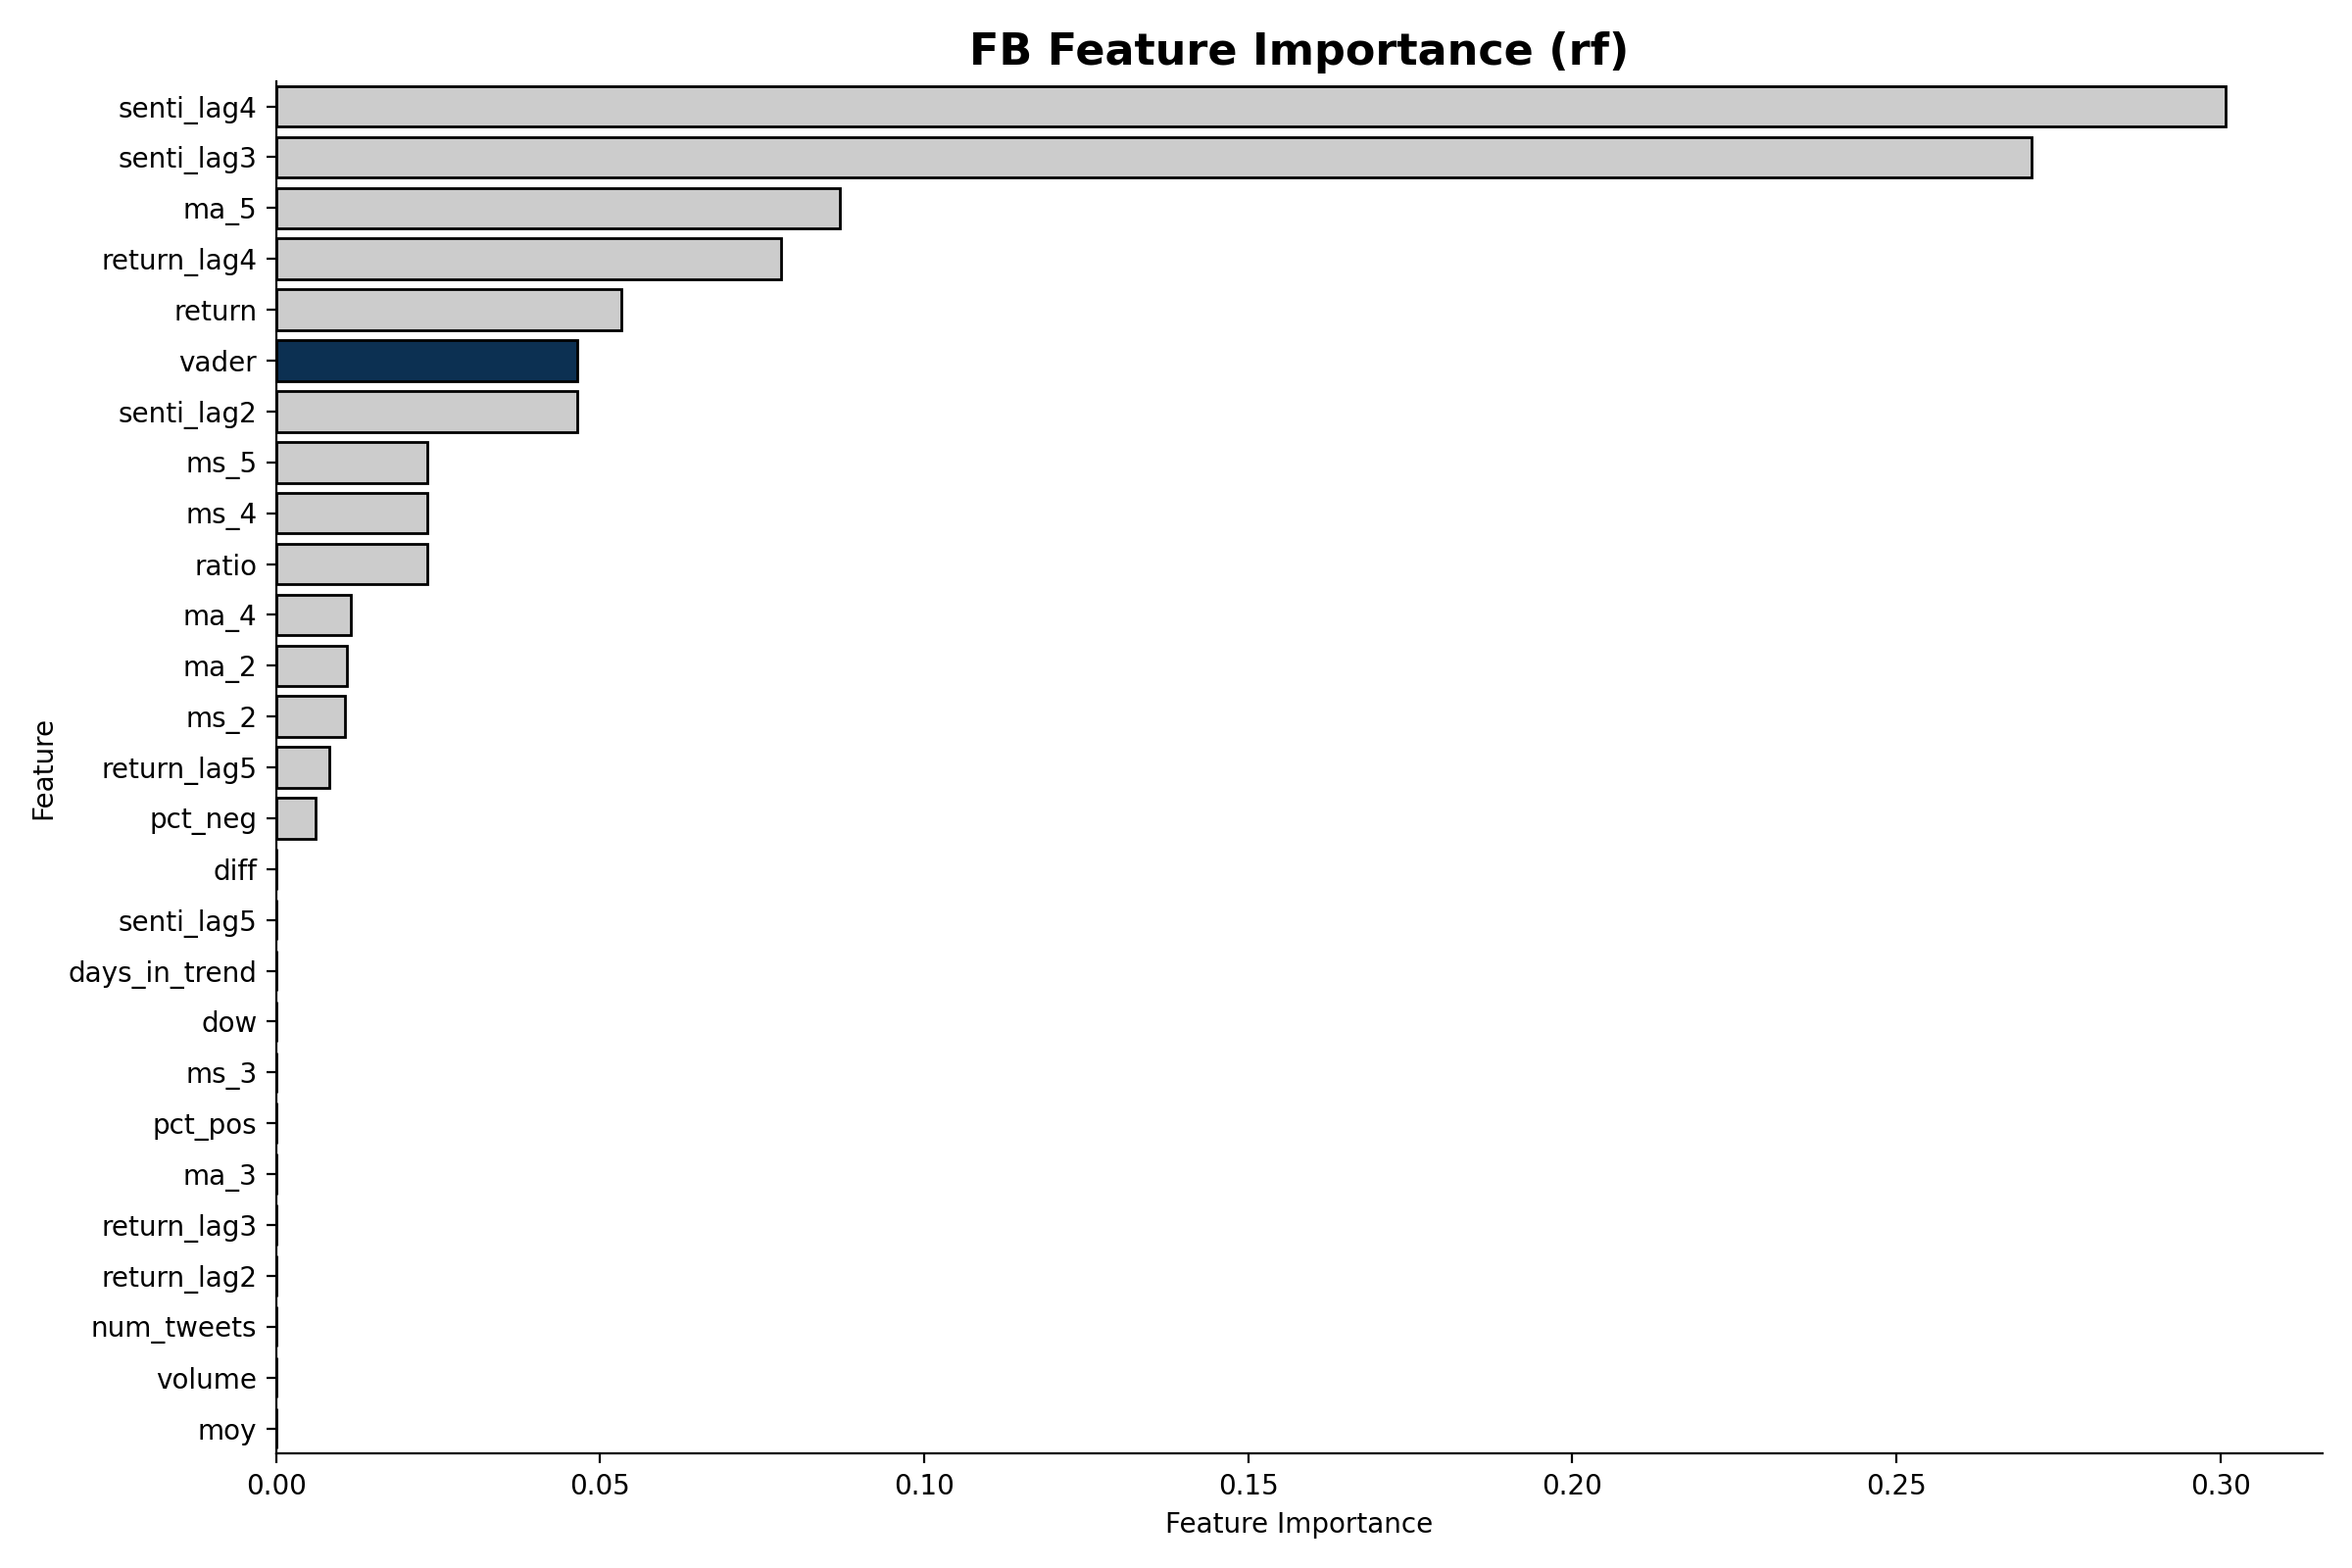 FB Feature Importance (rf)
senti_lag4
senti_lag3
ma_5
return_lag4
return
vader
senti_lag2
ms_5
ms_4
ratio
ma_4
ma_2
ms_2
return_lag5
pct_neg
diff
senti_lag5
days_in_trend
dow
ms_3
pct_pos
ma_3
return_lag3
return_lag2
num_tweets
volume
moy
Feature
0.00 0.05 0.10 0.15 0.20 0.25 0.30
Feature Importance